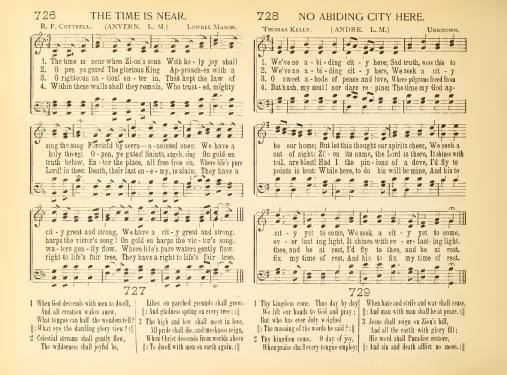 726 THE TIME IS NEAR.
R. F. COTTRELL. (ANVERN. L. M.) LOWELL MASON.
1. The time is near when Zi-on's sons With ho - ly joy shall
2. O - pen ye gates! The glorious King Ap-proach-es with a
3. O righteous na - tion! en - ter in, That kept the law of
4. Within these walls shall they remain, Who trust - ed, mighty
sing the song Foretold by seers—a - nointed ones: We have a
holy throng; O - pen, ye gates! Saints, angels, sing On gold-en
truth below, En - ter the place, all free from sin, Where life's pure
Lord! in thee; Death, their last en - e - my, is slain; They have a
cit - y great and strong, We have a cit - y great and strong.
harps the victor's song! On gold en harps the vic - tor's song.
wa - ters gen - tly flow. Where life's pure waters gently flow.
right to life's fair tree, They have a right to life's fair tree.
727
1 When God descends with men to dwell,
And all creation makes anew,
What tongue can half the wonders tell?
‖: What eye the dazzling glory view?:‖
2 Celestial streams shall gently flow,
The wilderness shall joyful be,
Lilies on parched grounds shall grow;
‖: And gladness spring on every tree:‖
3 The high and low shall meet in love,
All pride shall die, and meekness reign,
When Christ descends from worlds above
‖: To dwell with men on earth again.:‖
728 NO ABIDING CITY HERE.
THOMAS KELLY. (ANDRE. L. M.) UNKNOWN.
1. We've no a - bi - ding cit - y here; Sad truth, were this to
2. We've no a - bi - ding cit - y here, We seek a cit - y
3. O sweet a - bode of peace and love, Where pilgrims freed from
4. But hush, my soul! nor dare re - pine; The time my God ap-
be our home; But let this thought our spirits cheer, We seek a
out of sight: Zi - on its name, the Lord is there, It shines with
toil, are blest! Had I the pin - ions of a dove, I'd fly to
points is best: While here, to do his will be mine, And his to
cit - y yet to come, We seek a cit - y yet to come.
ev - er last ing light, It shines with ev - er- last- ing light.
thee, and be at rest, I'd fly to thee, and be at rest.
fix my time of rest, And his to fix my time of rest.
729
1 Thy kingdom come. Thus day by day
We lift our hands to God and pray;
But who has ever duly weighed
‖: The meaning of the words he said?:‖
2 Thy kingdom come. O day of joy,
When praise shall every tongue employ;
When hate and strife and war shall cease,
‖: And man with man shall be at peace.:‖
3 Jesus shall reign on Zion's hill,
And all the earth with glory fill;
His word shall Paradise restore,
‖: And sin and death afflict no more.:‖